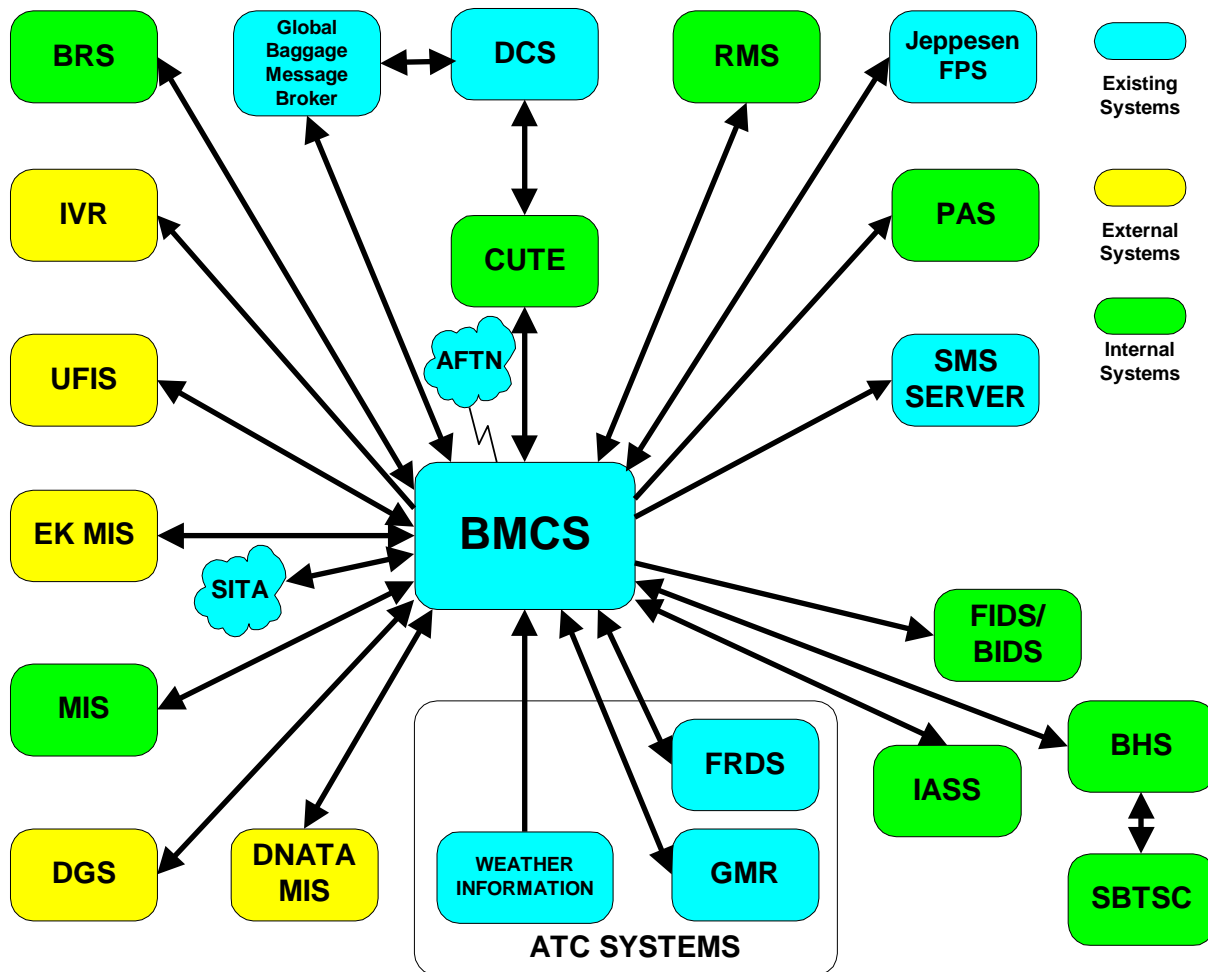 BRS
Global
Baggage
Message
Broker
DCS
RMS
Jeppesen
FPS
Existing
Systems
IVR
CUTE
PAS
External
Systems
UFIS
AFTN
SMS
SERVER
Internal
Systems
EK MIS
SITA
BMCS
MIS
FIDS/
BIDS
FRDS
IASS
BHS
DGS
DNATA
MIS
WEATHER
INFORMATION
GMR
SBTSC
ATC SYSTEMS